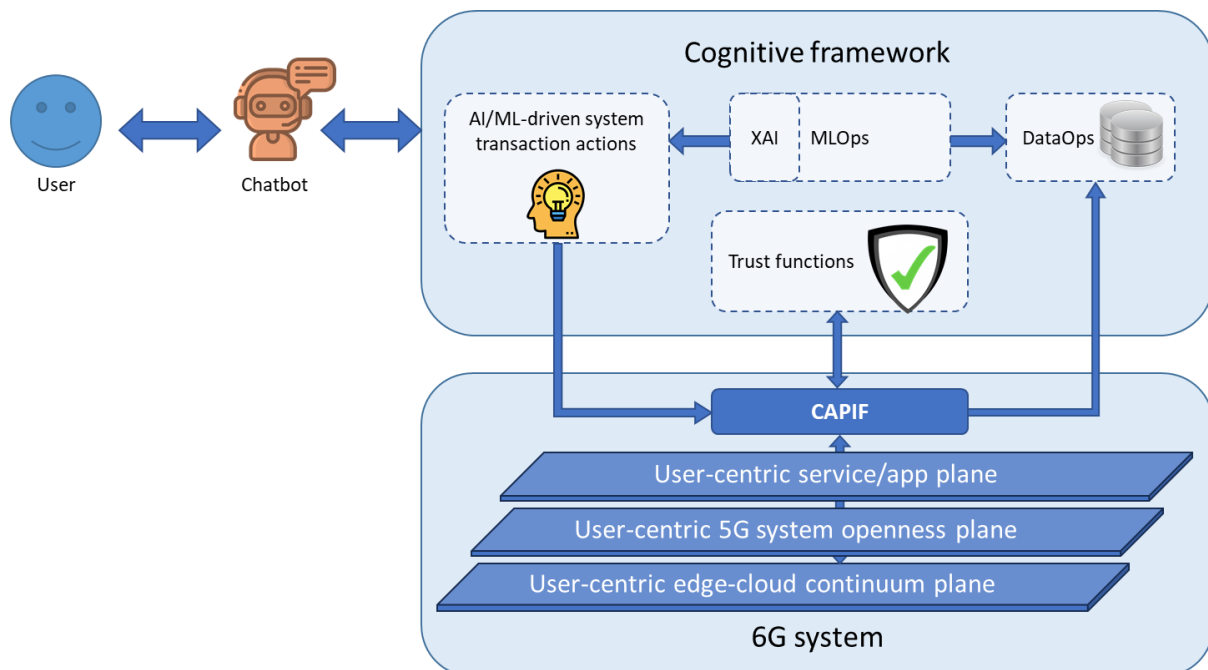 Cognitive framework
User
Chatbot
AI/ML-driven system
transaction actions
XAI
MLOps
DataOps
Trust functions
CAPIF
User-centric service/app plane
User-centric 5G system openness plane
User-centric edge-cloud continuum plane
6G system